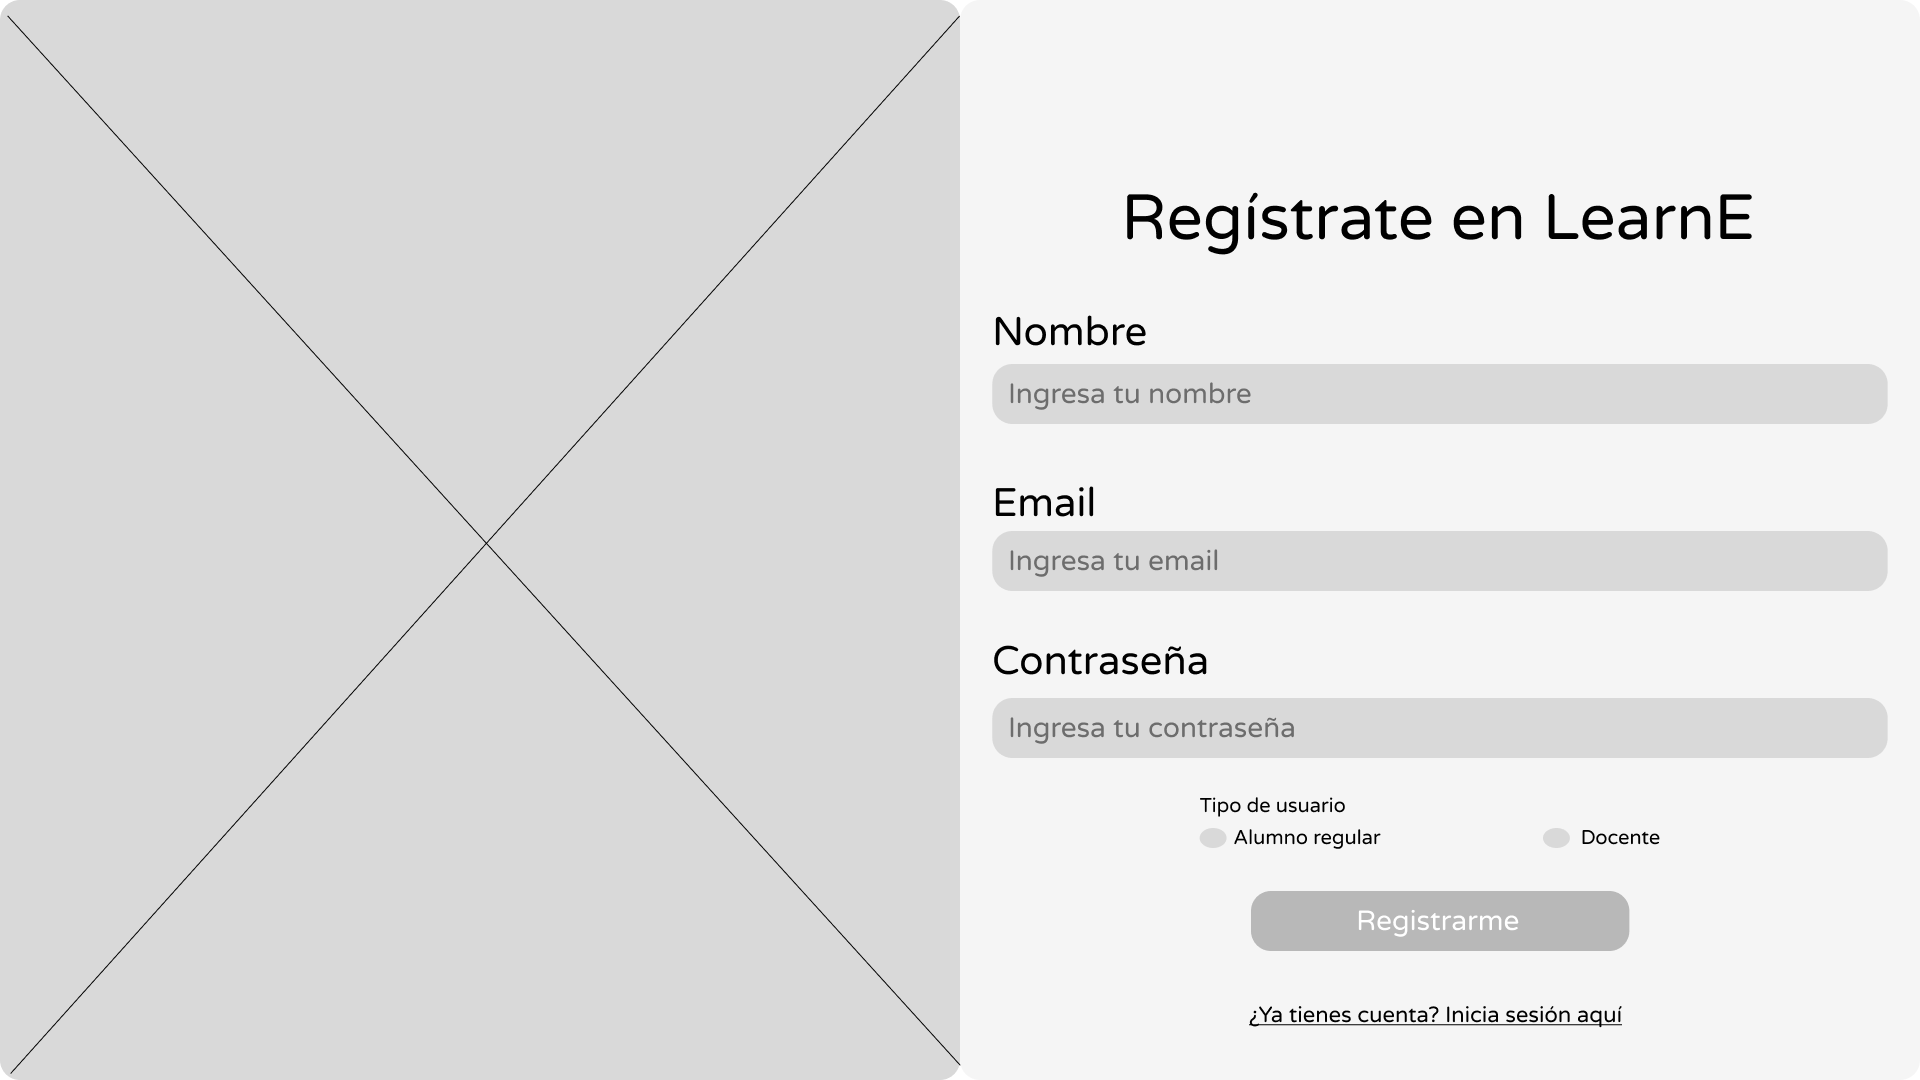 Regístrate en LearnE
Nombre
Ingresa tu nombre
Email
Ingresa tu email
Contraseña
Ingresa tu contraseña
Tipo de usuario
Alumno regular Docente
Registrarme
¿Ya tienes cuenta? Inicia sesión aquí